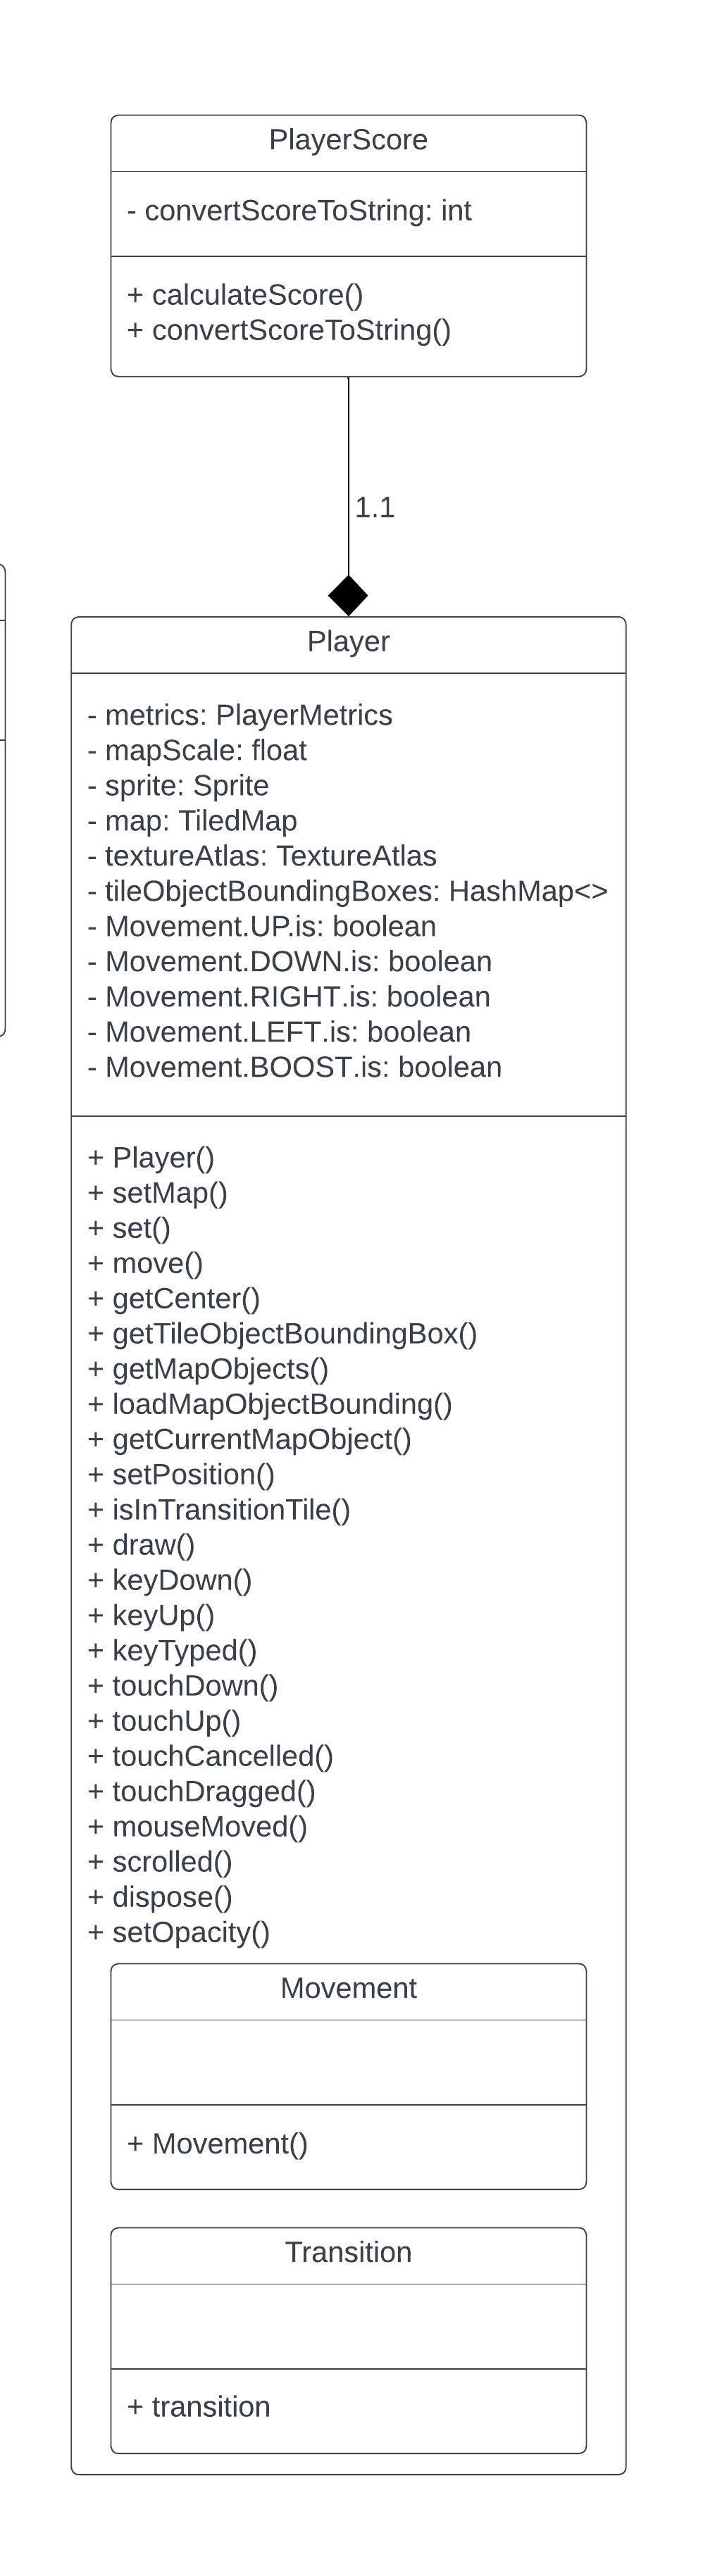 PlayerScore
- convertScoreToString: int
+ calculateScore()
+ convertScoreToString()
1.1
Player
- metrics: PlayerMetrics
- mapScale: float
- sprite: Sprite
- map: TiledMap
- textureAtlas: TextureAtlas
- tileObjectBoundingBoxes: HashMap<>
- Movement.UP.is: boolean
- Movement.DOWN.is: boolean
- Movement.RIGHT.is: boolean
- Movement.LEFT.is: boolean
- Movement.BOOST.is: boolean
+ Player()
+ setMap()
+ set()
+ move()
+ getCenter()
+ getTileObjectBoundingBox()
+ getMapObjects()
+ loadMapObjectBounding()
+ getCurrentMapObject()
+ setPosition()
+ isInTransitionTile()
+ draw()
+ keyDown()
+ keyUp()
+ keyTyped()
+ touchDown()
+ touchUp()
+ touchCancelled()
+ touchDragged()
+ mouseMoved()
+ scrolled()
+ dispose()
+ setOpacity()
Movement
+ Movement()
Transition
+ transition